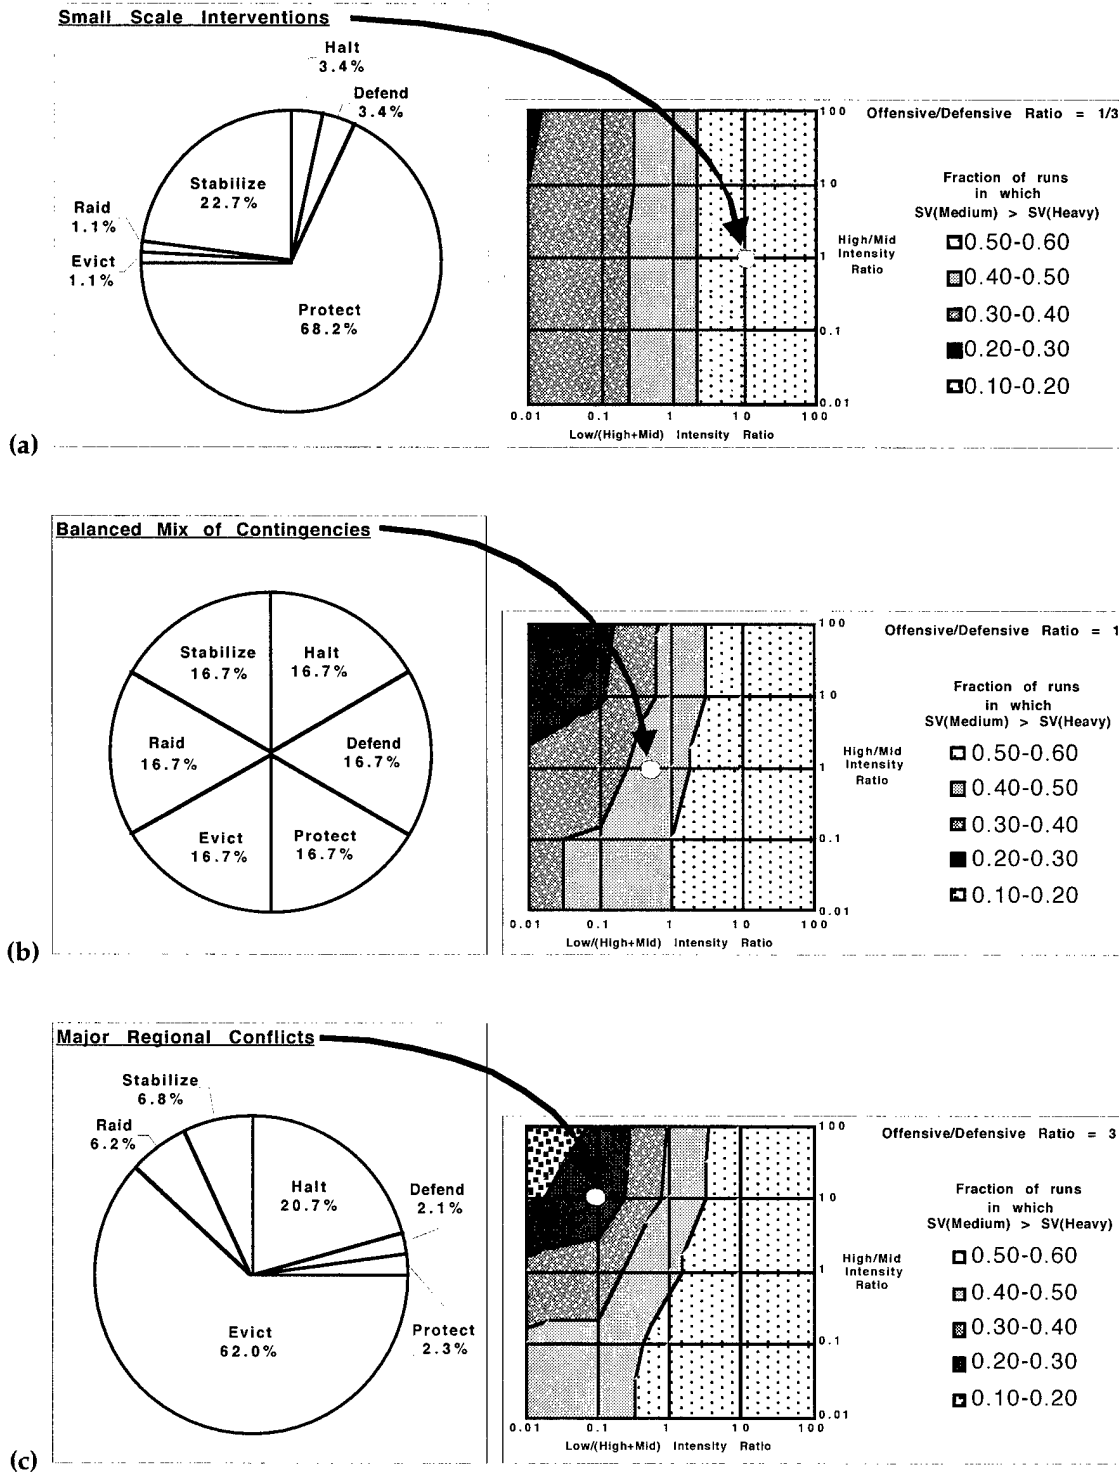 Small Scale Interventions
Halt
3.4%
Defend
3.4%
Stabilize
22.7%
Raid
1.1%
Evict
1.1%
Protect
68.2%
100
10
1
0.1
0.01
0.01 0.1 1 10 100
Low/(High+Mid) Intensity Ratio
High/Mid
Intensity
Ratio
Offensive/Defensive Ratio = 1/3
Fraction of runs
in which
SV(Medium) > SV(Heavy)
0.50-0.60
0.40-0.50
0.30-0.40
0.20-0.30
0.10-0.20
(a)
Balanced Mix of Contingencies
Stabilize
16.7%
Halt
16.7%
Raid
16.7%
Defend
16.7%
Evict
16.7%
Protect
16.7%
100
10
1
0.1
0.01
0.01 0.1 1 10 100
Low/(High+Mid) Intensity Ratio
High/Mid
Intensity
Ratio
Offensive/Defensive Ratio = 1
Fraction of runs
in which
SV(Medium) > SV(Heavy)
0.50-0.60
0.40-0.50
0.30-0.40
0.20-0.30
0.10-0.20
(b)
Major Regional Conflicts
Stabilize
6.8%
Raid
6.2%
Halt
20.7%
Defend
2.1%
Evict
62.0%
Protect
2.3%
100
10
1
0.1
0.01
0.01 0.1 1 10 100
Low/(High+Mid) Intensity Ratio
High/Mid
Intensity
Ratio
Offensive/Defensive Ratio = 3
Fraction of runs
in which
SV(Medium) > SV(Heavy)
0.50-0.60
0.40-0.50
0.30-0.40
0.20-0.30
0.10-0.20
(c)